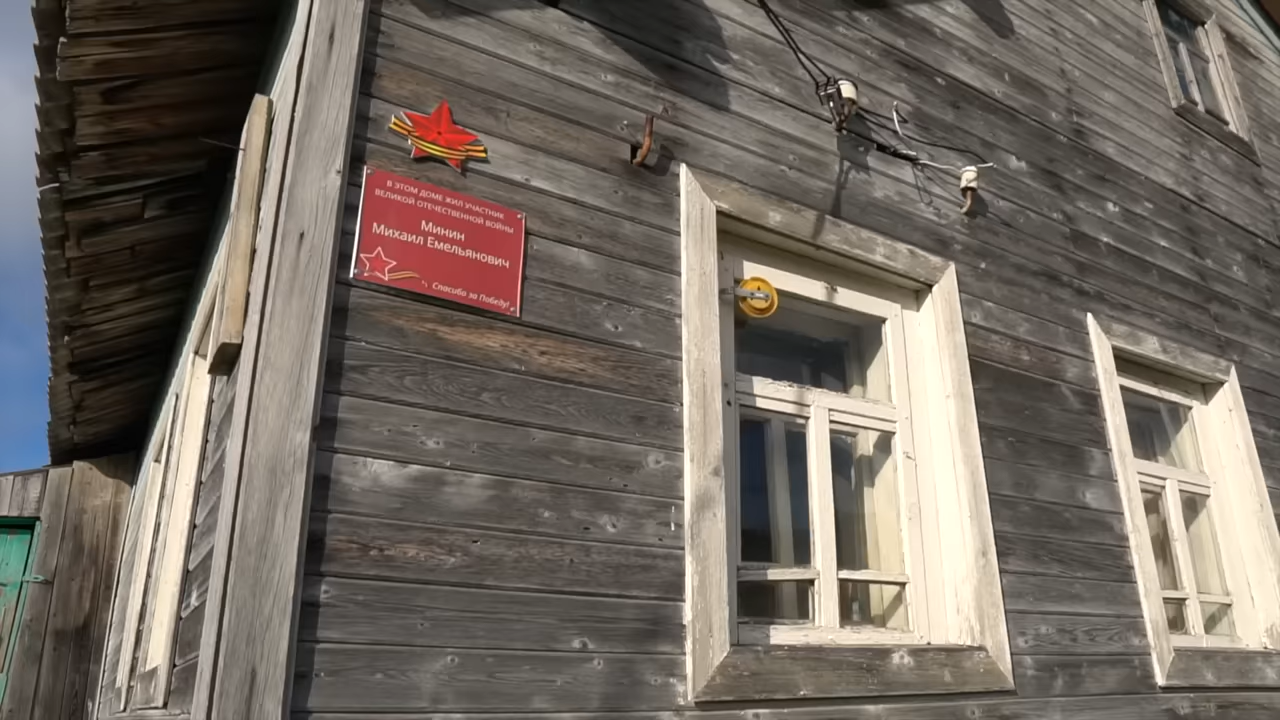 В ЭТОМ ДОМЕ ЖИЛ УЧАСТНИК
ВЕЛИКОЙ ОТЕЧЕСТВЕННОЙ ВОЙНЫ
Минин
Михаил Емельянович
Спасибо за Победу!